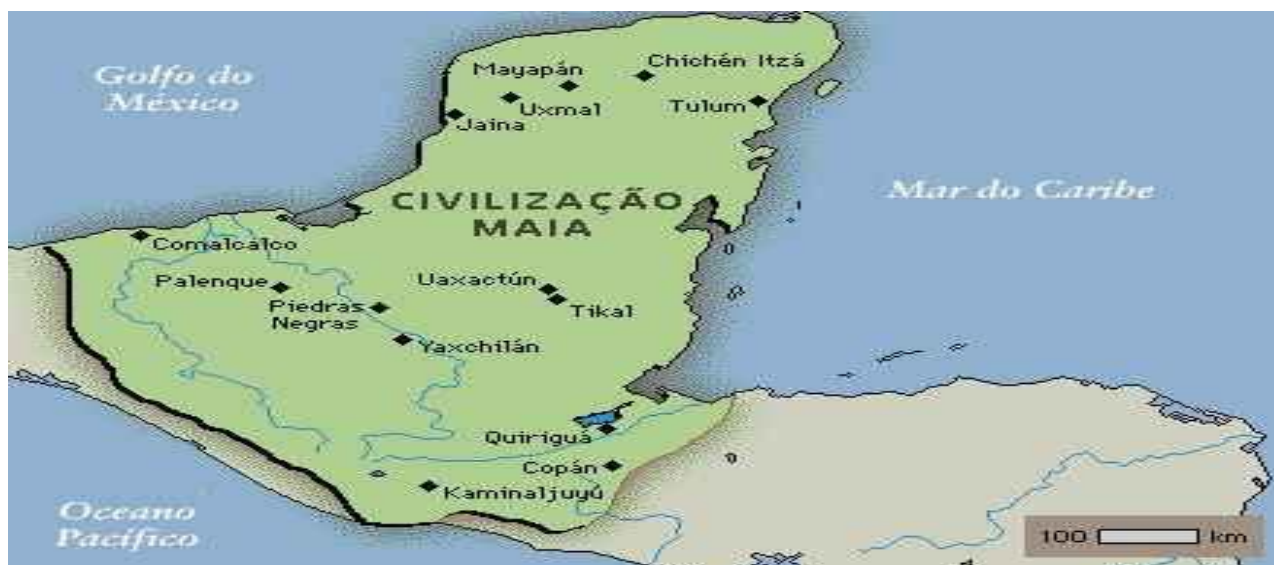 Golfo do
México
Mayapán
Chichén Itzá
Uxmal
Tulum
Jaina
CIVILIZAÇÃO
MAIA
Mar do Caribe
Comalcálco
Palenque
Uaxactún
Piedras
Negras
Tikal
Yaxchilán
Quiriguá
Copán
Kaminaljuyú
Oceano
Pacífico
100 km